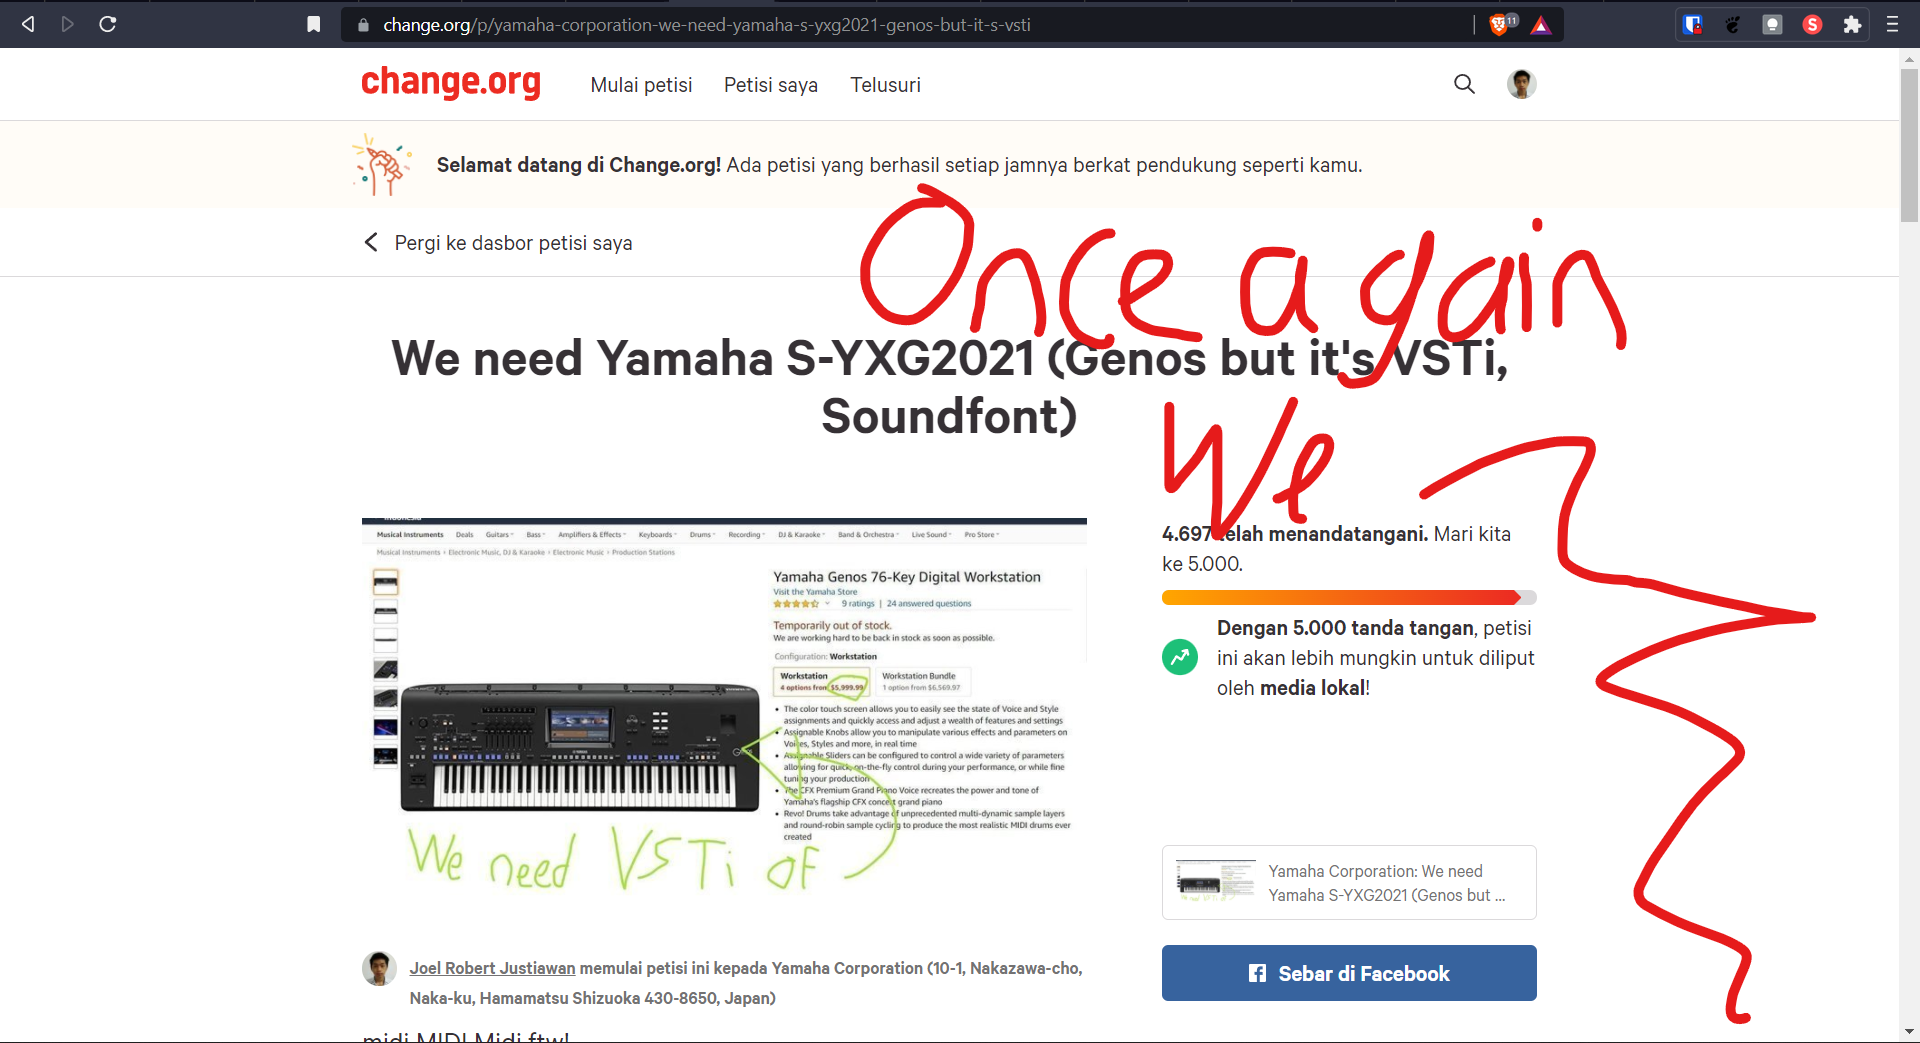 change.org/p/yamaha-corporation-we-need-yamaha-s-yxg2021-genos-but-it-s-vsti
11
S
change.org
Mulai petisi
Petisi saya
Telusuri
Selamat datang di Change.org! Ada petisi yang berhasil setiap jamnya berkat pendukung seperti kamu.
Pergi ke dasbor petisi saya
Once again
We need Yamaha S-YXG2021 (Genos but it's VSTi,
Soundfont)
We
Musical Instruments Deals Guitars Bass Amplifiers & Effects Keyboards Drums Recording DJ & Karaoke Band & Orchestra Live Sound Pro Store
Musical Instruments › Electronic Music, DJ & Karaoke › Electronic Music › Production Stations
Yamaha Genos 76-Key Digital Workstation
Visit the Yamaha Store
9 ratings | 24 answered questions
Temporarily out of stock.
We are working hard to be back in stock as soon as possible.
Configuration: Workstation
Workstation
4 options from $5,999.99
Workstation Bundle
1 option from $6,569.97
• The color touch screen allows you to easily see the state of Voice and Style
assignments and quickly access and adjust a wealth of features and settings
• Assignable Knobs allow you to manipulate various effects and parameters on
Voices, Styles and more, in real time
• Assignable Sliders can be configured to control a wide variety of parameters
allowing for quick, on-the-fly control during your performance, or while fine
tuning your production
• The CFX Premium Grand Piano Voice recreates the power and tone of
Yamaha's flagship CFX concert grand piano
• Revo! Drums take advantage of unprecedented multi-dynamic sample layers
and round-robin sample cycling to produce the most realistic MIDI drums ever
created
We need VSTi OF
4.697 telah menandatangani. Mari kita
ke 5.000.
Dengan 5.000 tanda tangan, petisi
ini akan lebih mungkin untuk diliput
oleh media lokal!
Yamaha Corporation: We need
Yamaha S-YXG2021 (Genos but ...
Sebar di Facebook
Joel Robert Justiawan memulai petisi ini kepada Yamaha Corporation (10-1, Nakazawa-cho,
Naka-ku, Hamamatsu Shizuoka 430-8650, Japan)
midi MIDI Midi ftw!